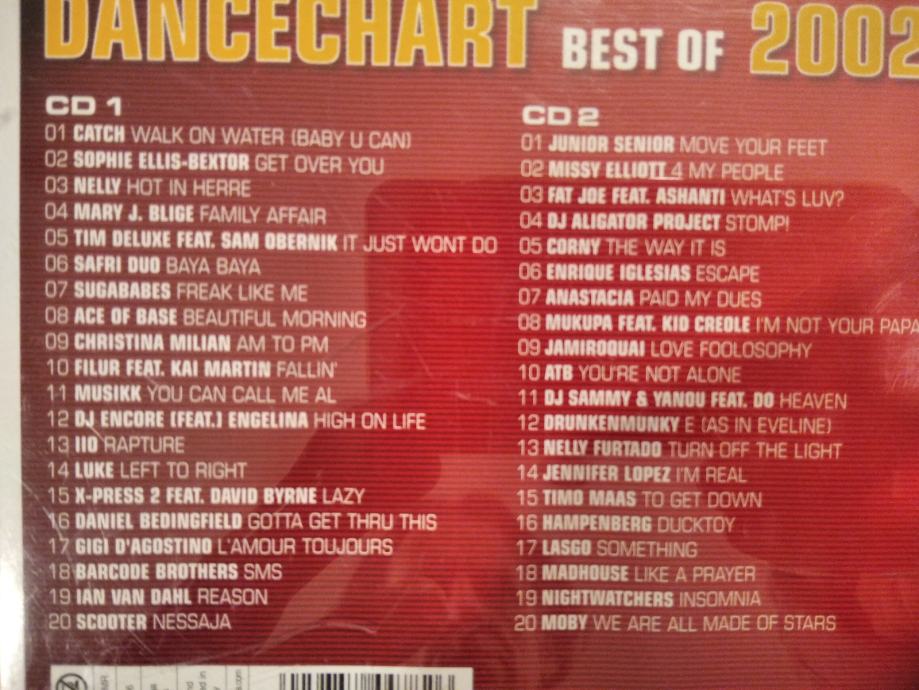 DANCECHART BEST OF 2002
CD 1
01 CATCH WALK ON WATER (BABY U CAN)
02 SOPHIE ELLIS-BEXTOR GET OVER YOU
03 NELLY HOT IN HERRE
04 MARY J. BLIGE FAMILY AFFAIR
05 TIM DELUXE FEAT. SAM OBERNIK IT JUST WONT DO
06 SAFRI DUO BAYA BAYA
07 SUGABABES FREAK LIKE ME
08 ACE OF BASE BEAUTIFUL MORNING
09 CHRISTINA MILIAN AM TO PM
10 FILUR FEAT. KAI MARTIN FALLIN'
11 MUSIKK YOU CAN CALL ME AL
12 DJ ENCORE (FEAT.) ENGELINA HIGH ON LIFE
13 IIO RAPTURE
14 LUKE LEFT TO RIGHT
15 X-PRESS 2 FEAT. DAVID BYRNE LAZY
16 DANIEL BEDINGFIELD GOTTA GET THRU THIS
17 GIGI D'AGOSTINO L'AMOUR TOUJOURS
18 BARCODE BROTHERS SMS
19 IAN VAN DAHL REASON
20 SCOOTER NESSAJA
CD 2
01 JUNIOR SENIOR MOVE YOUR FEET
02 MISSY ELLIOTT 4 MY PEOPLE
03 FAT JOE FEAT. ASHANTI WHAT'S LUV?
04 DJ ALIGATOR PROJECT STOMP!
05 CORNY THE WAY IT IS
06 ENRIQUE IGLESIAS ESCAPE
07 ANASTACIA PAID MY DUES
08 MUKUPA FEAT. KID CREOLE I'M NOT YOUR PAPA
09 JAMIROQUAI LOVE FOOLOSOPHY
10 ATB YOU'RE NOT ALONE
11 DJ SAMMY & YANOU FEAT. DO HEAVEN
12 DRUNKENMUNKY E (AS IN EVELINE)
13 NELLY FURTADO TURN OFF THE LIGHT
14 JENNIFER LOPEZ I'M REAL
15 TIMO MAAS TO GET DOWN
16 HAMPENBERG DUCKTOY
17 LASGO SOMETHING
18 MADHOUSE LIKE A PRAYER
19 NIGHTWATCHERS INSOMNIA
20 MOBY WE ARE ALL MADE OF STARS